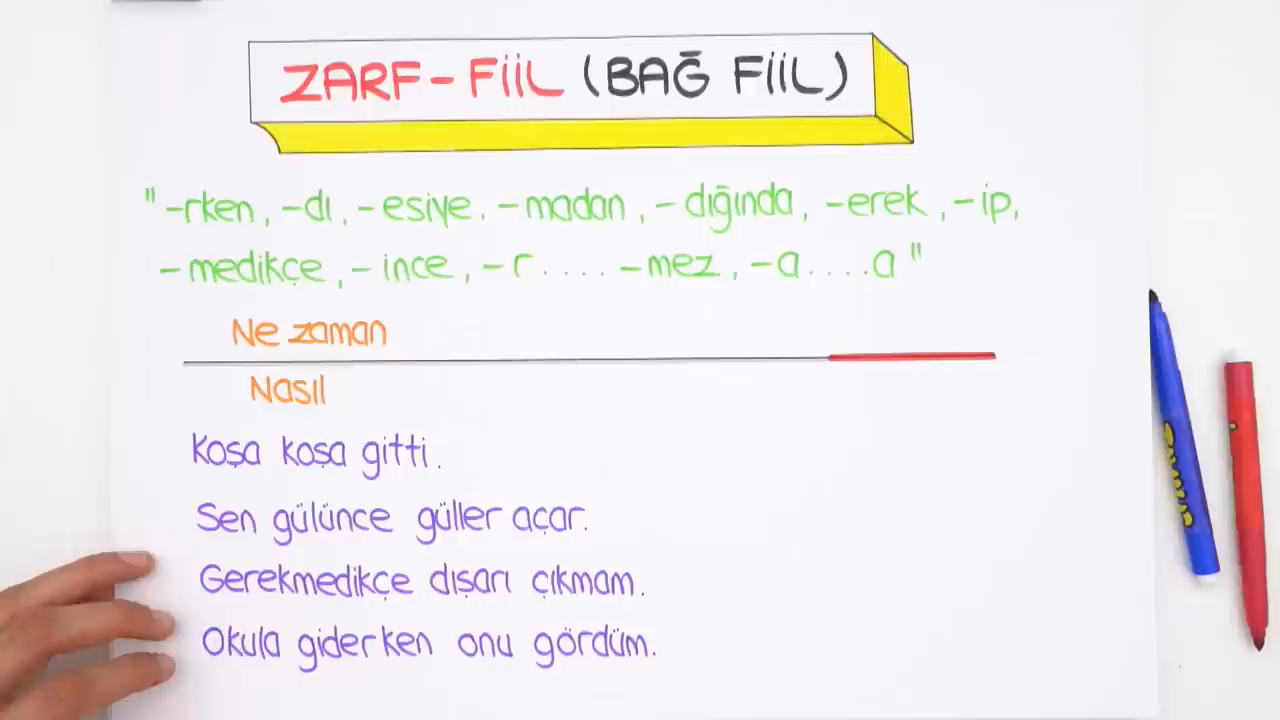 ZARF-FİİL (BAĞ FİİL)
"-rken, -dı, -esiye, -madan, -dığında, -erek, -ip,
-medikçe, -ince, -r.... -mez, -a....a"
Ne zaman
Nasıl
Koşa koşa gitti.
Sen gülünce güller açar.
Gerekmedikçe dışarı çıkmam.
Okula giderken onu gördüm.